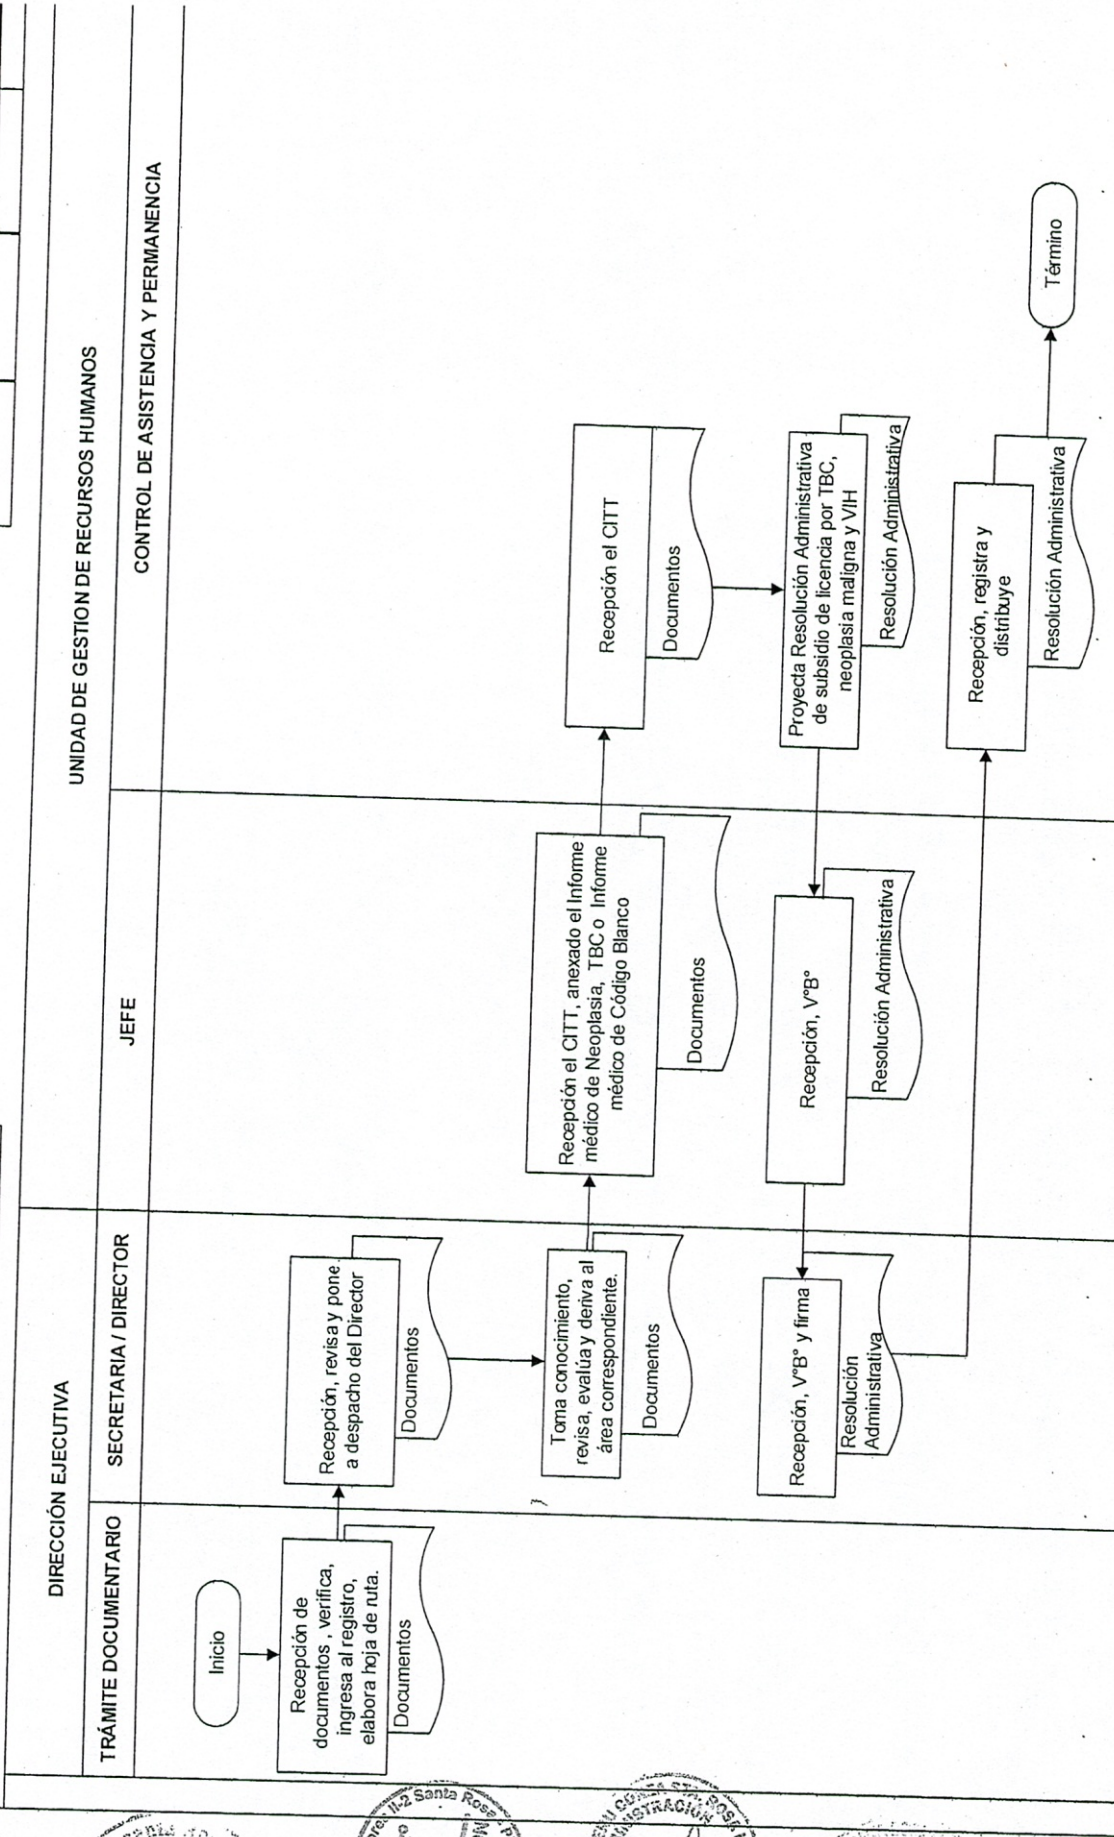 DIRECCIÓN EJECUTIVA
UNIDAD DE GESTION DE RECURSOS HUMANOS
TRÁMITE DOCUMENTARIO
SECRETARIA / DIRECTOR
JEFE
CONTROL DE ASISTENCIA Y PERMANENCIA
Inicio
Recepción de
documentos , verifica,
ingresa al registro,
elabora hoja de ruta.
Documentos
Recepción, revisa y pone
a despacho del Director
Documentos
Toma conocimiento,
revisa, evalúa y deriva al
área correspondiente.
Documentos
Recepción el CITT, anexado el Informe
médico de Neoplasia, TBC o Informe
médico de Código Blanco
Documentos
Recepción el CITT
Documentos
Proyecta Resolución Administrativa
de subsidio de licencia por TBC,
neoplasia maligna y VIH
Resolución Administrativa
Recepción, V°B°
Resolución Administrativa
Recepción, V°B° y firma
Resolución
Administrativa
Recepción, registra y
distribuye
Resolución Administrativa
Término
II-2 Santa Rosa